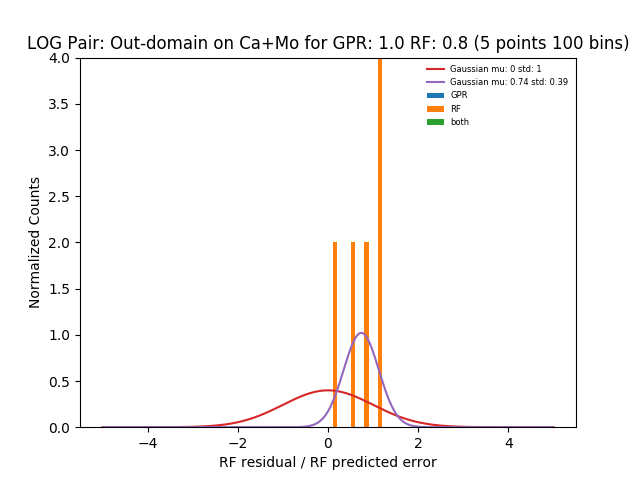 LOG Pair: Out-domain on Ca+Mo for GPR: 1.0 RF: 0.8 (5 points 100 bins)
Normalized Counts
4.0
3.5
3.0
2.5
2.0
1.5
1.0
0.5
0.0
Gaussian mu: 0 std: 1
Gaussian mu: 0.74 std: 0.39
GPR
RF
both
−4 −2 0 2 4
RF residual / RF predicted error